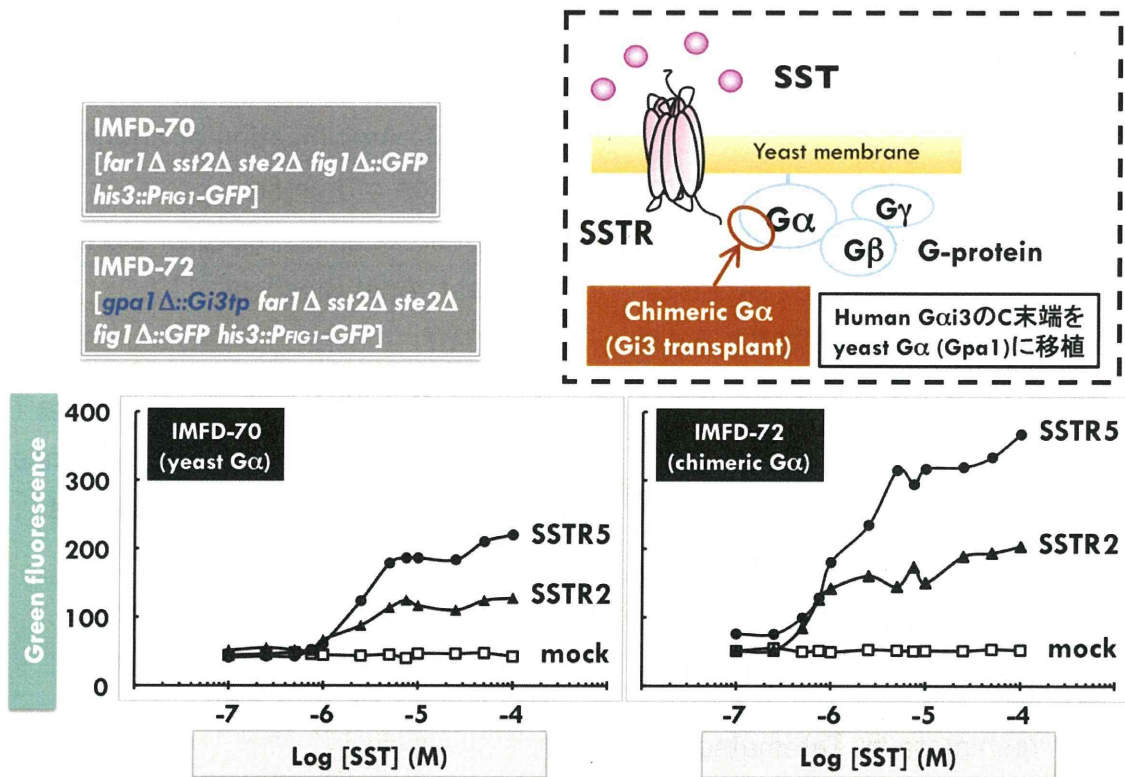 IMFD-70
[far1Δ sst2Δ ste2Δ fig1Δ::GFP
his3::PFIG1-GFP]
IMFD-72
[gpa1Δ::Gi3tp far1Δ sst2Δ ste2Δ
fig1Δ::GFP his3::PFIG1-GFP]
SST
Yeast membrane
SSTR
Gα
Gγ
Gβ
G-protein
Chimeric Gα
(Gi3 transplant)
Human Gαi3のC末端を
yeast Gα (Gpa1)に移植
Green fluorescence
400
300
200
100
0
IMFD-70
(yeast Gα)
SSTR5
SSTR2
mock
-7
-6
-5
-4
Log [SST] (M)
IMFD-72
(chimeric Gα)
SSTR5
SSTR2
mock
-7
-6
-5
-4
Log [SST] (M)